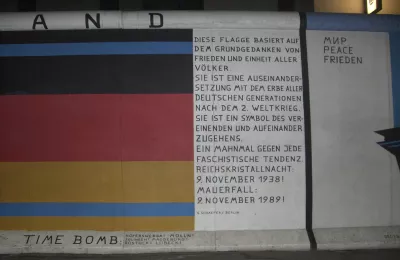 AND
DIESE FLAGGE BASIERT AUF
DEM GRUNDGEDANKEN VON
FRIEDEN UND EINHEIT ALLER
VÖLKER.
SIE IST EINE AUSEINANDER-
SETZUNG MIT DEM ERBE ALLER
DEUTSCHEN GENERATIONEN
NACH DEM 2. WELTKRIEG.
SIE IST EIN SYMBOL DES VER-
EINENDEN UND AUFEINANDER
ZUGEHENS.
EIN MAHNMAL GEGEN JEDE
FASCHISTISCHE TENDENZ.
REICHSKRISTALLNACHT:
9. NOVEMBER 1938!
MAUERFALL:
9. NOVEMBER 1989!
МИР
PEACE
FRIEDEN
TIME BOMB